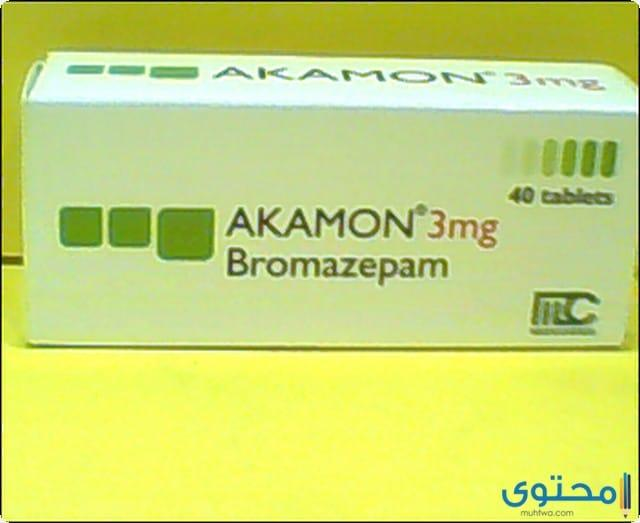 AKAMON® 3mg
40 tablets
AKAMON® 3mg
Bromazepam
mc
محتوى
muhtwa.com